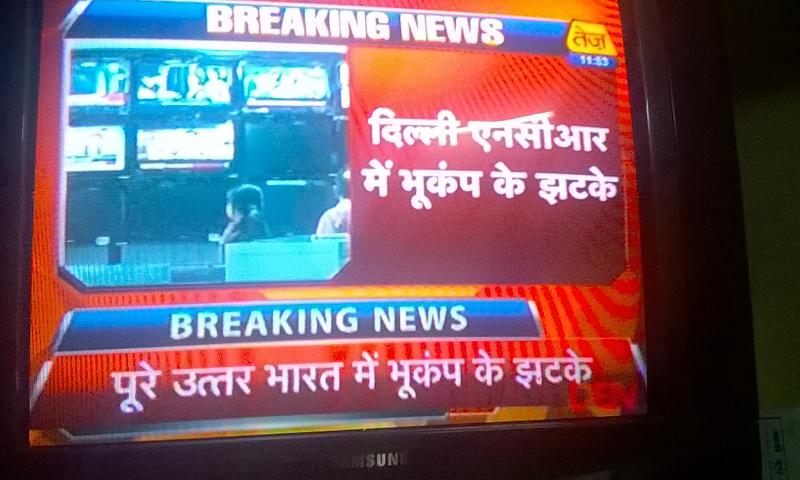 BREAKING NEWS
तेज़
11:53
दिल्ली एनसीआर
में भूकंप के झटके
BREAKING NEWS
पूरे उत्तर भारत में भूकंप के झटके
SAMSUNG